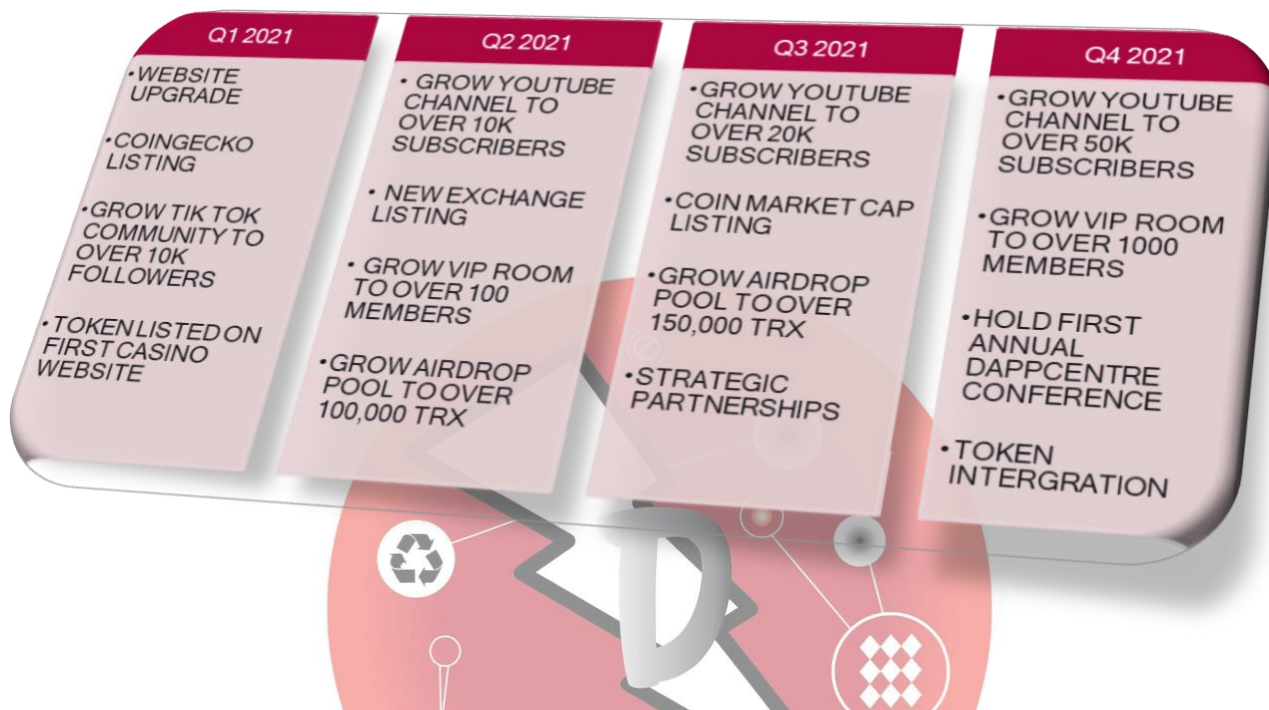 Q1 2021
•WEBSITE
UPGRADE
•COINGECKO
LISTING
•GROW TIK TOK
COMMUNITY TO
OVER 10K
FOLLOWERS
•TOKEN LISTED ON
FIRST CASINO
WEBSITE
Q2 2021
• GROW YOUTUBE
CHANNEL TO
OVER 10K
SUBSCRIBERS
• NEW EXCHANGE
LISTING
• GROW VIP ROOM
TO OVER 100
MEMBERS
•GROW AIRDROP
POOL TO OVER
100,000 TRX
Q3 2021
•GROW YOUTUBE
CHANNEL TO
OVER 20K
SUBSCRIBERS
•COIN MARKET CAP
LISTING
•GROW AIRDROP
POOL TO OVER
150,000 TRX
•STRATEGIC
PARTNERSHIPS
Q4 2021
•GROW YOUTUBE
CHANNEL TO
OVER 50K
SUBSCRIBERS
•GROW VIP ROOM
TO OVER 1000
MEMBERS
•HOLD FIRST
ANNUAL
DAPPCENTRE
CONFERENCE
•TOKEN
INTERGRATION
D